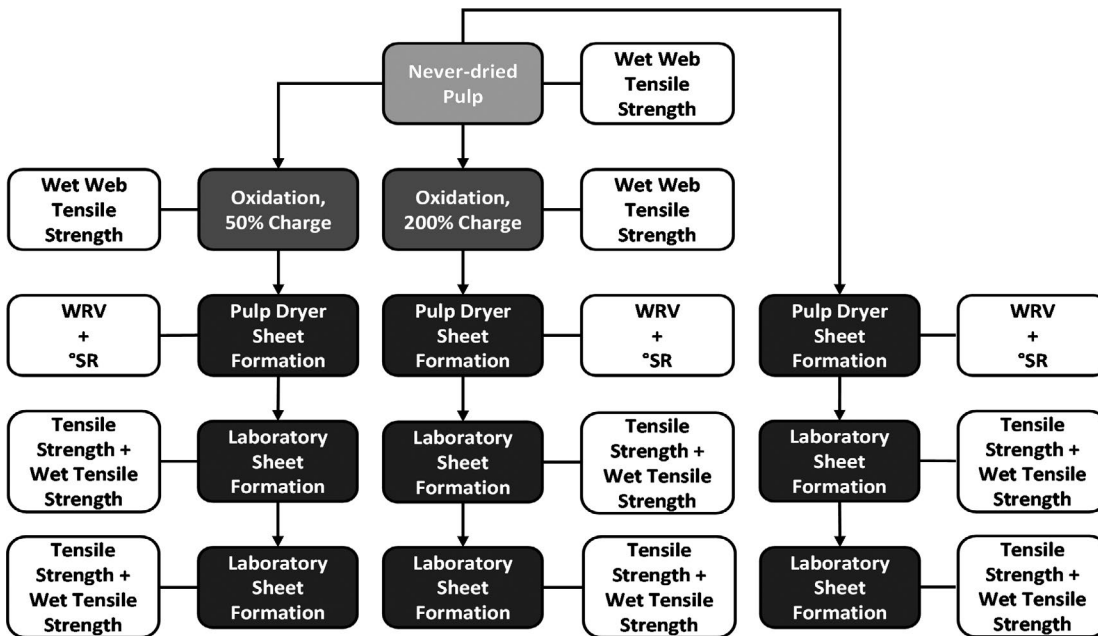 Never-dried
Pulp
Wet Web
Tensile
Strength
Wet Web
Tensile
Strength
Oxidation,
50% Charge
Oxidation,
200% Charge
Wet Web
Tensile
Strength
WRV
+
°SR
Pulp Dryer
Sheet
Formation
Pulp Dryer
Sheet
Formation
WRV
+
°SR
Pulp Dryer
Sheet
Formation
WRV
+
°SR
Tensile
Strength +
Wet Tensile
Strength
Laboratory
Sheet
Formation
Laboratory
Sheet
Formation
Tensile
Strength +
Wet Tensile
Strength
Laboratory
Sheet
Formation
Tensile
Strength +
Wet Tensile
Strength
Tensile
Strength +
Wet Tensile
Strength
Laboratory
Sheet
Formation
Laboratory
Sheet
Formation
Tensile
Strength +
Wet Tensile
Strength
Laboratory
Sheet
Formation
Tensile
Strength +
Wet Tensile
Strength